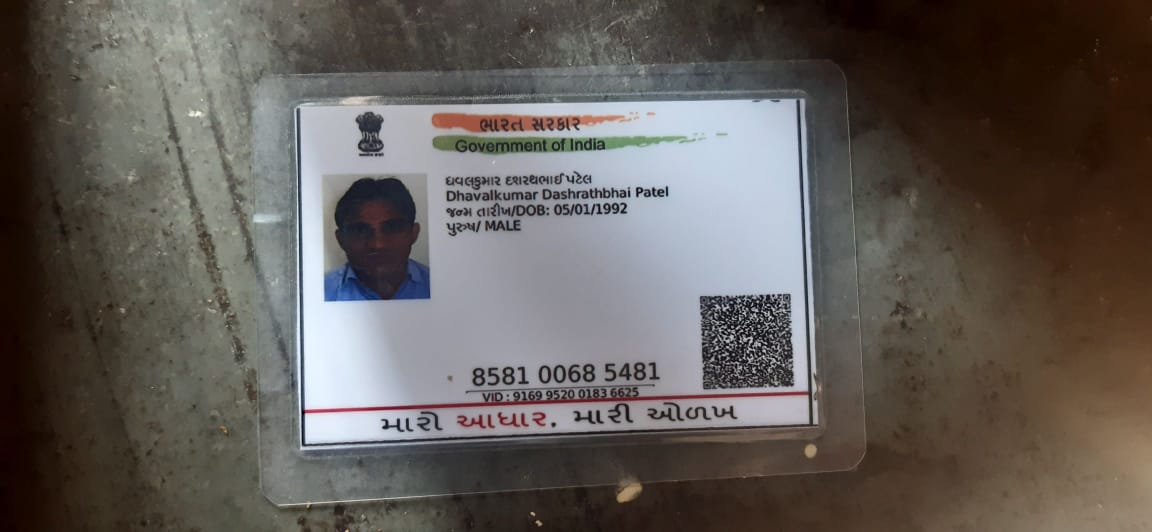 ભારત સરકાર
Government of India
ધવલકુમાર દશરથભાઈ પટેલ
Dhavalkumar Dashrathbhai Patel
જન્મ તારીખ/DOB: 05/01/1992
પુરુષ/ MALE
8581 0068 5481
VID : 9169 9520 0183 6625
મારો આધાર, મારી ઓળખ